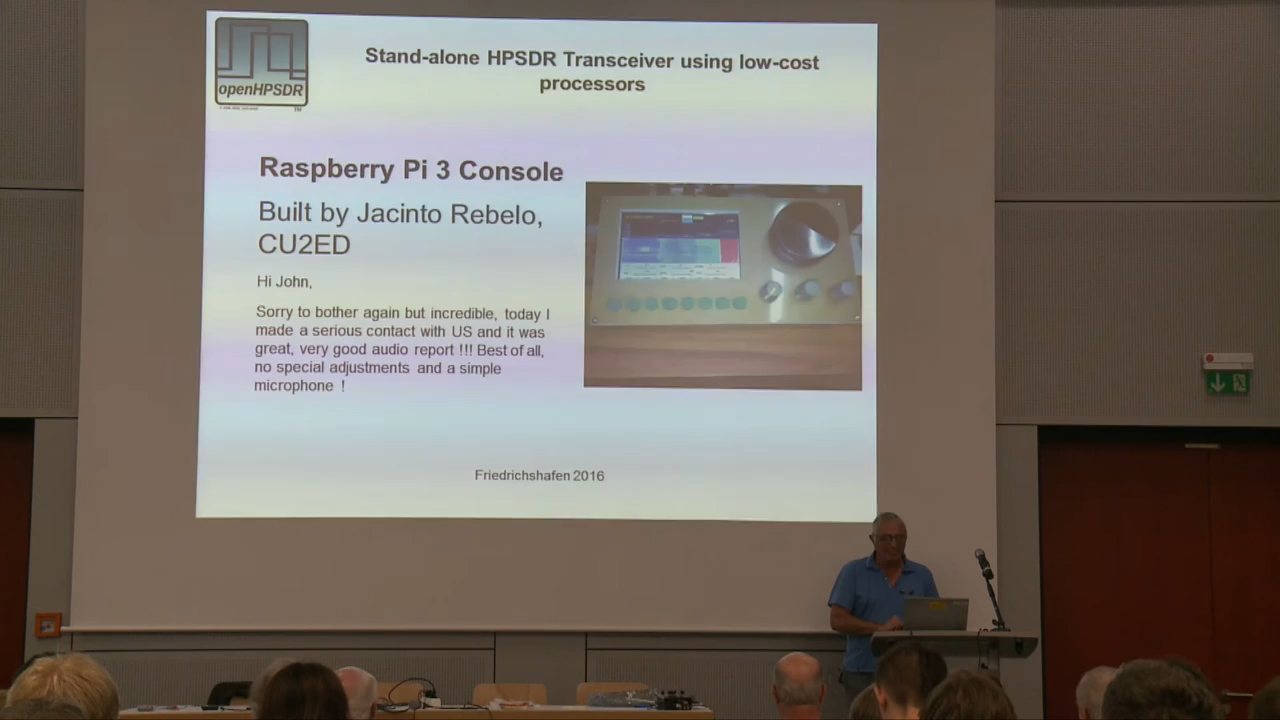 Stand-alone HPSDR Transceiver using low-cost
processors
openHPSDR
TM
Raspberry Pi 3 Console
Built by Jacinto Rebelo,
CU2ED
Hi John,
Sorry to bother again but incredible, today I
made a serious contact with US and it was
great, very good audio report !!! Best of all,
no special adjustments and a simple
microphone !
Friedrichshafen 2016